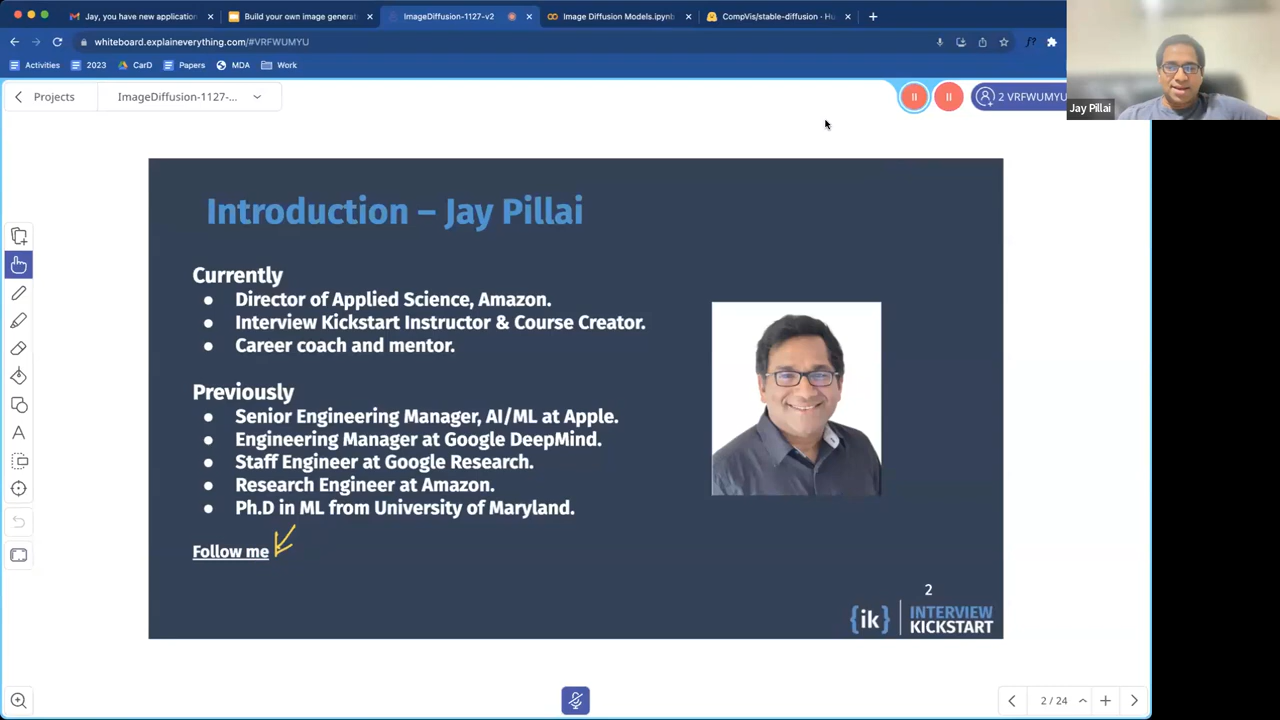 Jay, you have new application
Build your own image generat
ImageDiffusion-1127-v2
Image Diffusion Models.ipynb
CompVis/stable-diffusion · Hu
whiteboard.explaineverything.com/#VRFWUMYU
Activities
2023
CarD
Papers
MDA
Work
Projects
ImageDiffusion-1127-...
2 VRFWUMYU
Jay Pillai
Introduction – Jay Pillai
Currently
● Director of Applied Science, Amazon.
● Interview Kickstart Instructor & Course Creator.
● Career coach and mentor.
Previously
● Senior Engineering Manager, AI/ML at Apple.
● Engineering Manager at Google DeepMind.
● Staff Engineer at Google Research.
● Research Engineer at Amazon.
● Ph.D in ML from University of Maryland.
Follow me
2
{ik} INTERVIEW
KICKSTART
2 / 24